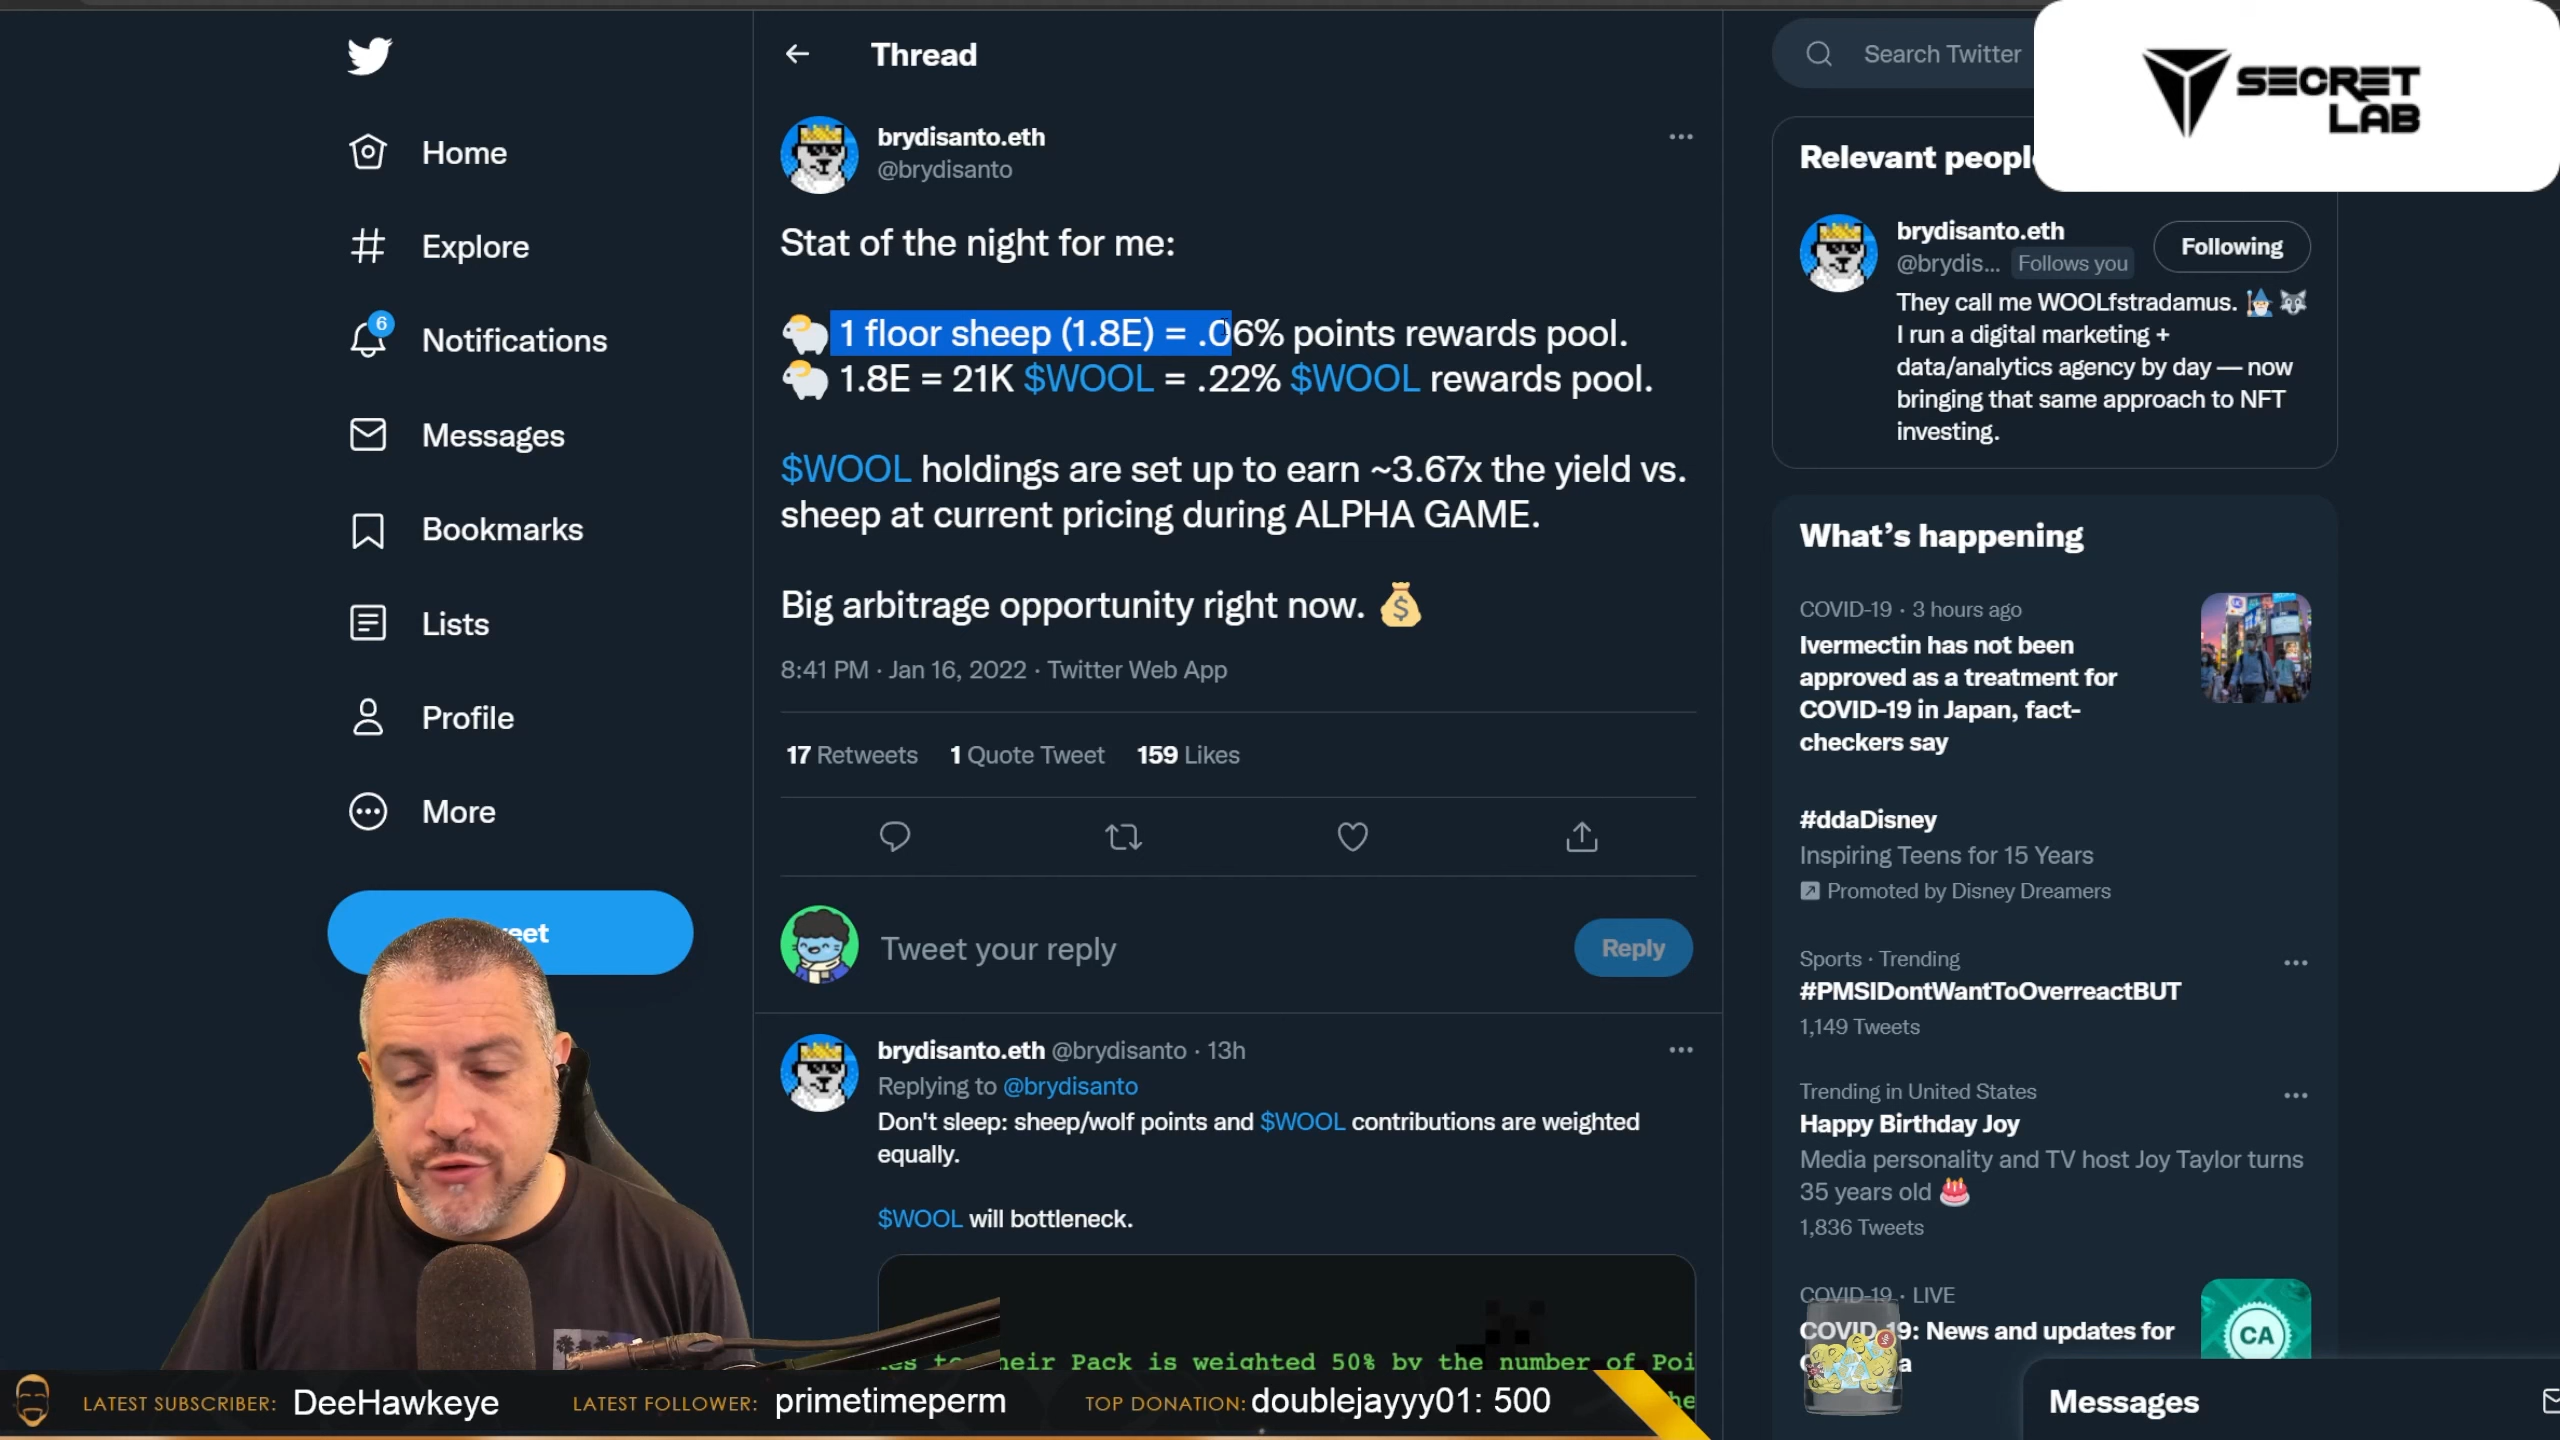 Thread
Search Twitter
SECRET
LAB
Home
Explore
6
Notifications
Messages
Bookmarks
Lists
Profile
More
brydisanto.eth
@brydisanto
Stat of the night for me:
1 floor sheep (1.8E) = .06% points rewards pool.
1.8E = 21K $WOOL = .22% $WOOL rewards pool.
$WOOL holdings are set up to earn ~3.67x the yield vs.
sheep at current pricing during ALPHA GAME.
Big arbitrage opportunity right now.
8:41 PM · Jan 16, 2022 · Twitter Web App
17 Retweets 1 Quote Tweet 159 Likes
Tweet your reply
Reply
brydisanto.eth @brydisanto · 13h
Replying to @brydisanto
Don't sleep: sheep/wolf points and $WOOL contributions are weighted
equally.
$WOOL will bottleneck.
Pack is weighted 50% by the number of
Relevant
brydisanto.eth
@brydis... Follows you
Following
They call me WOOLfstradamus.
I run a digital marketing +
data/analytics agency by day — now
bringing that same approach to NFT
investing.
What's happening
COVID-19 · 3 hours ago
Ivermectin has not been
approved as a treatment for
COVID-19 in Japan, fact-
checkers say
#ddaDisney
Inspiring Teens for 15 Years
Promoted by Disney Dreamers
Sports · Trending
#PMSIDontWantToOverreactBUT
1,149 Tweets
Trending in United States
Happy Birthday Joy
Media personality and TV host Joy Taylor turns
35 years old
1,836 Tweets
COVID-19 · LIVE
COVID-19: News and updates for
CA
Messages
LATEST SUBSCRIBER: DeeHawkeye
LATEST FOLLOWER: primetimeperm
TOP DONATION: doublejayyy01: 500